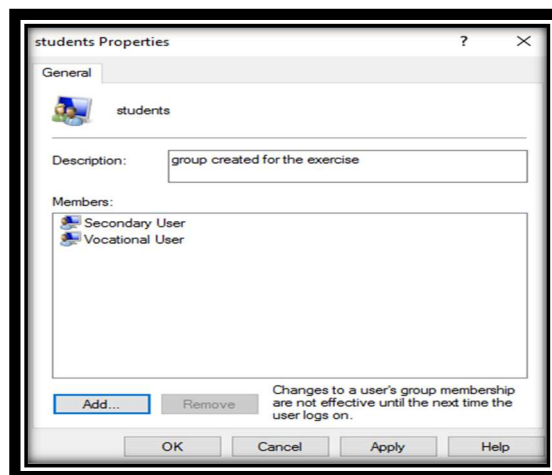 students Properties ?
General
students
Description: group created for the exercise
Members:
Secondary User
Vocational User
Add... Remove
Changes to a user's group membership
are not effective until the next time the
user logs on.
OK Cancel Apply Help